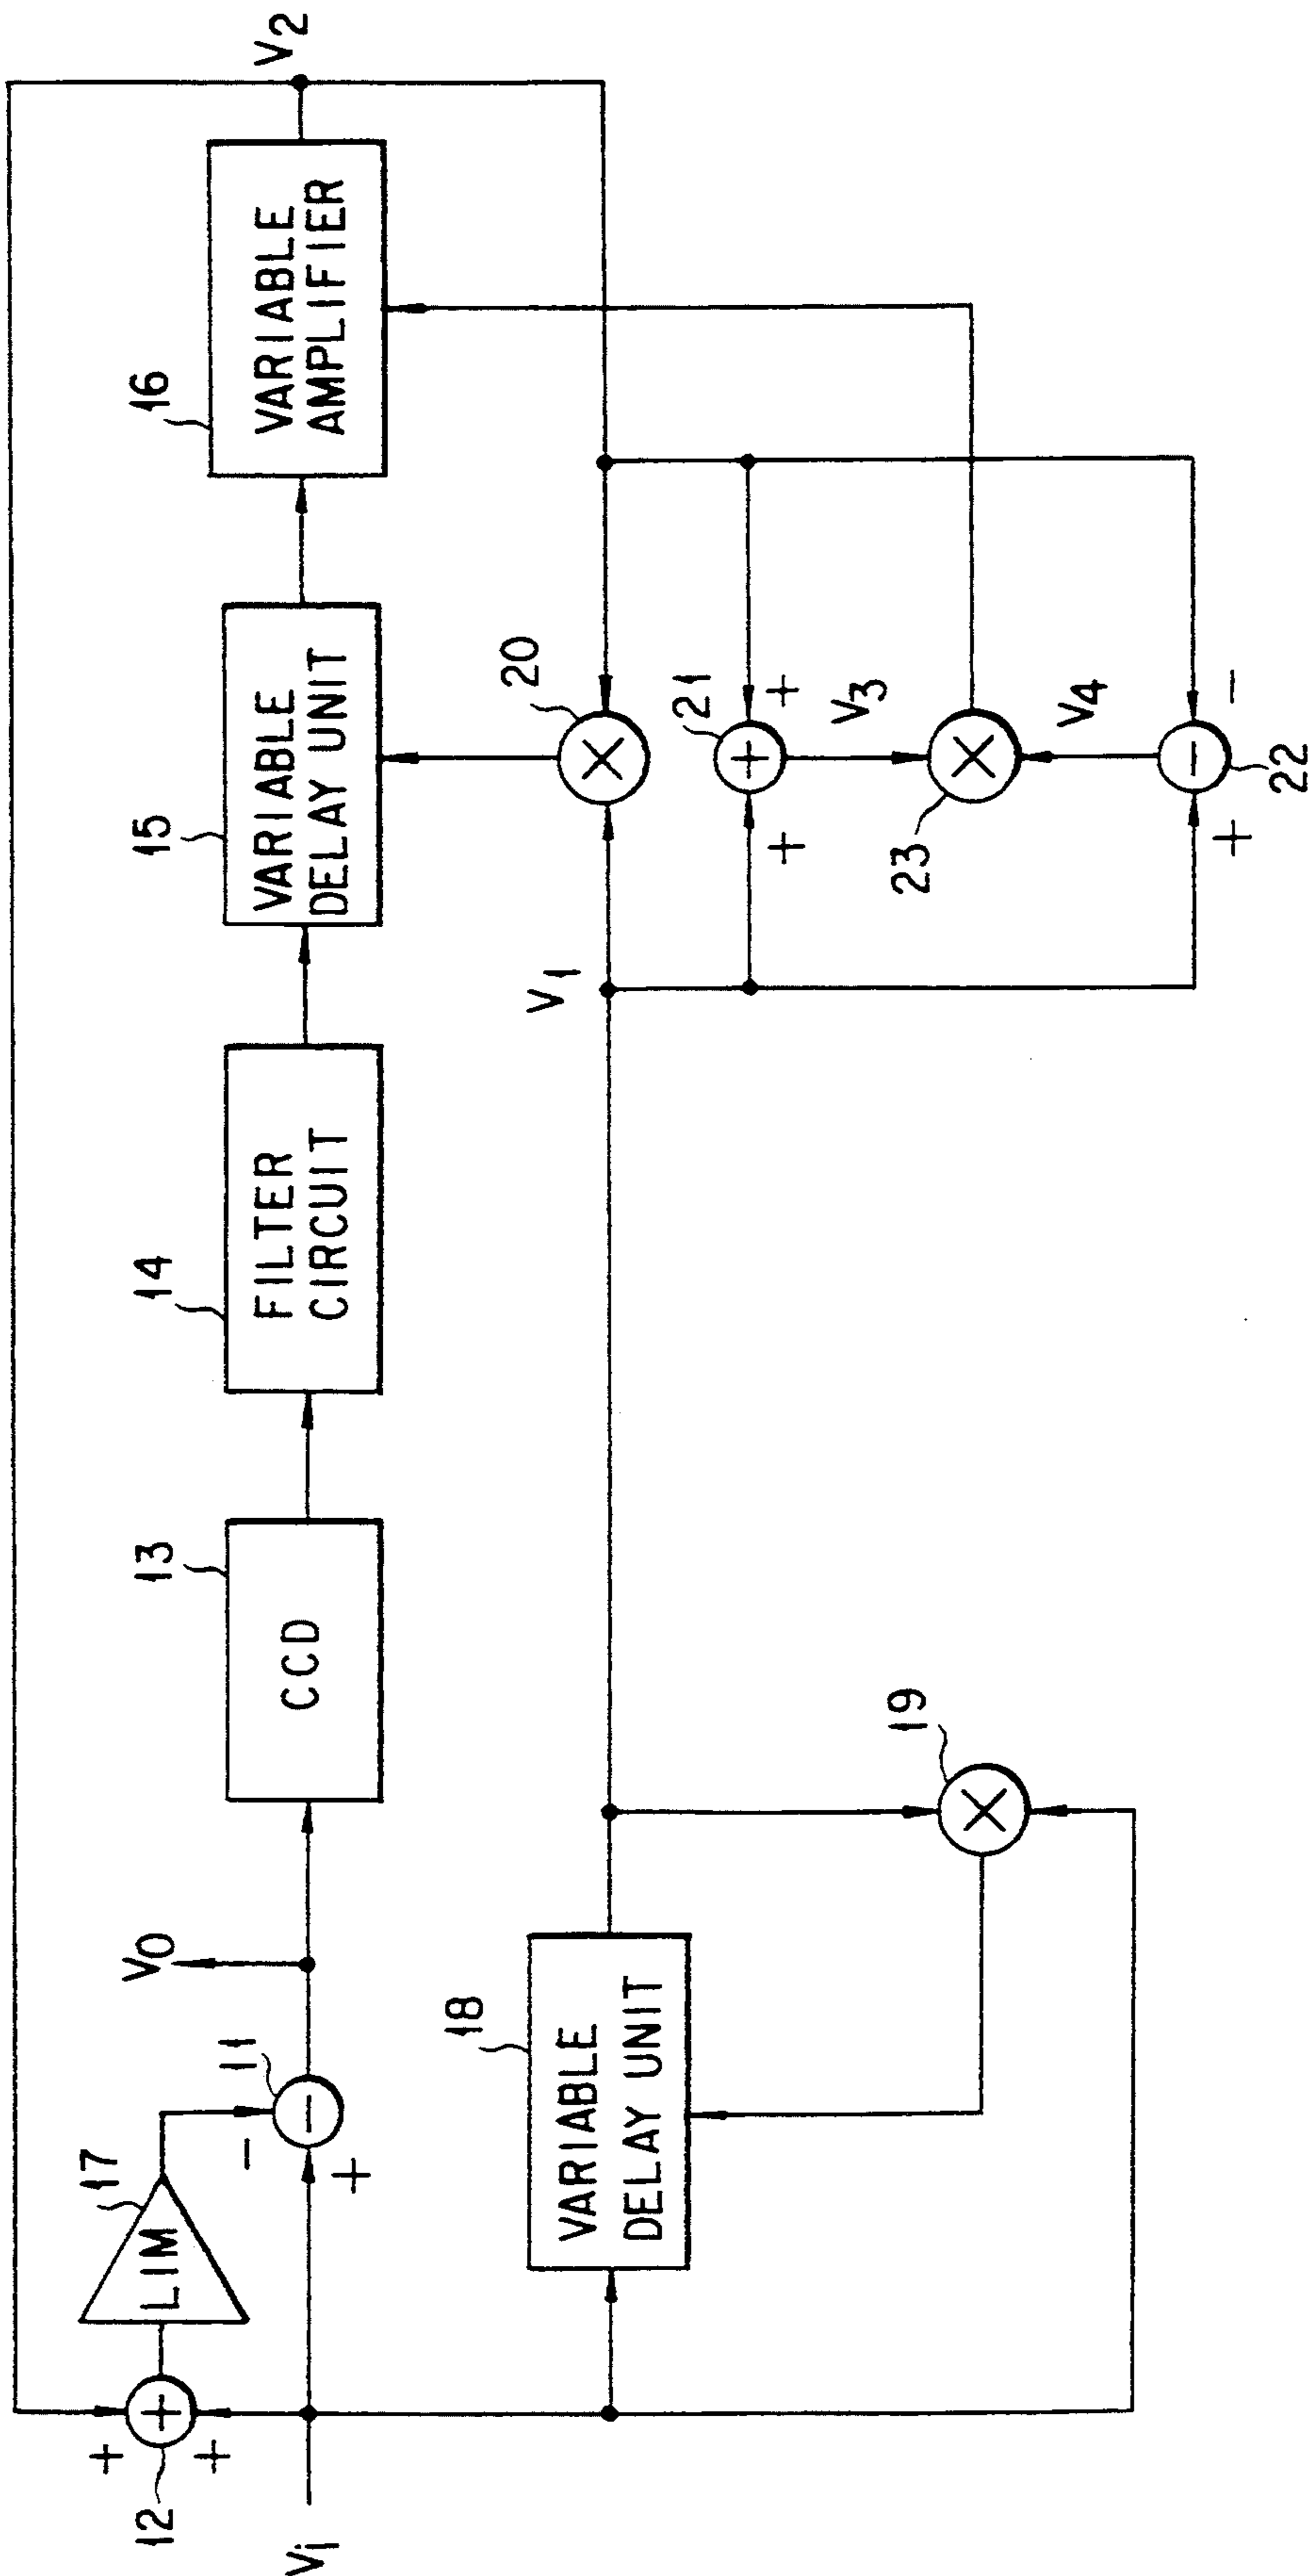 V2
16
VARIABLE
AMPLIFIER
15
VARIABLE
DELAY UNIT
14
FILTER
CIRCUIT
13
CCD
V0
11
-
+
-
17
LIM
12
+
+
+
Vi
20
×
21
+
+
+
V3
23
×
V4
22
-
+
-
V1
19
×
18
VARIABLE
DELAY UNIT